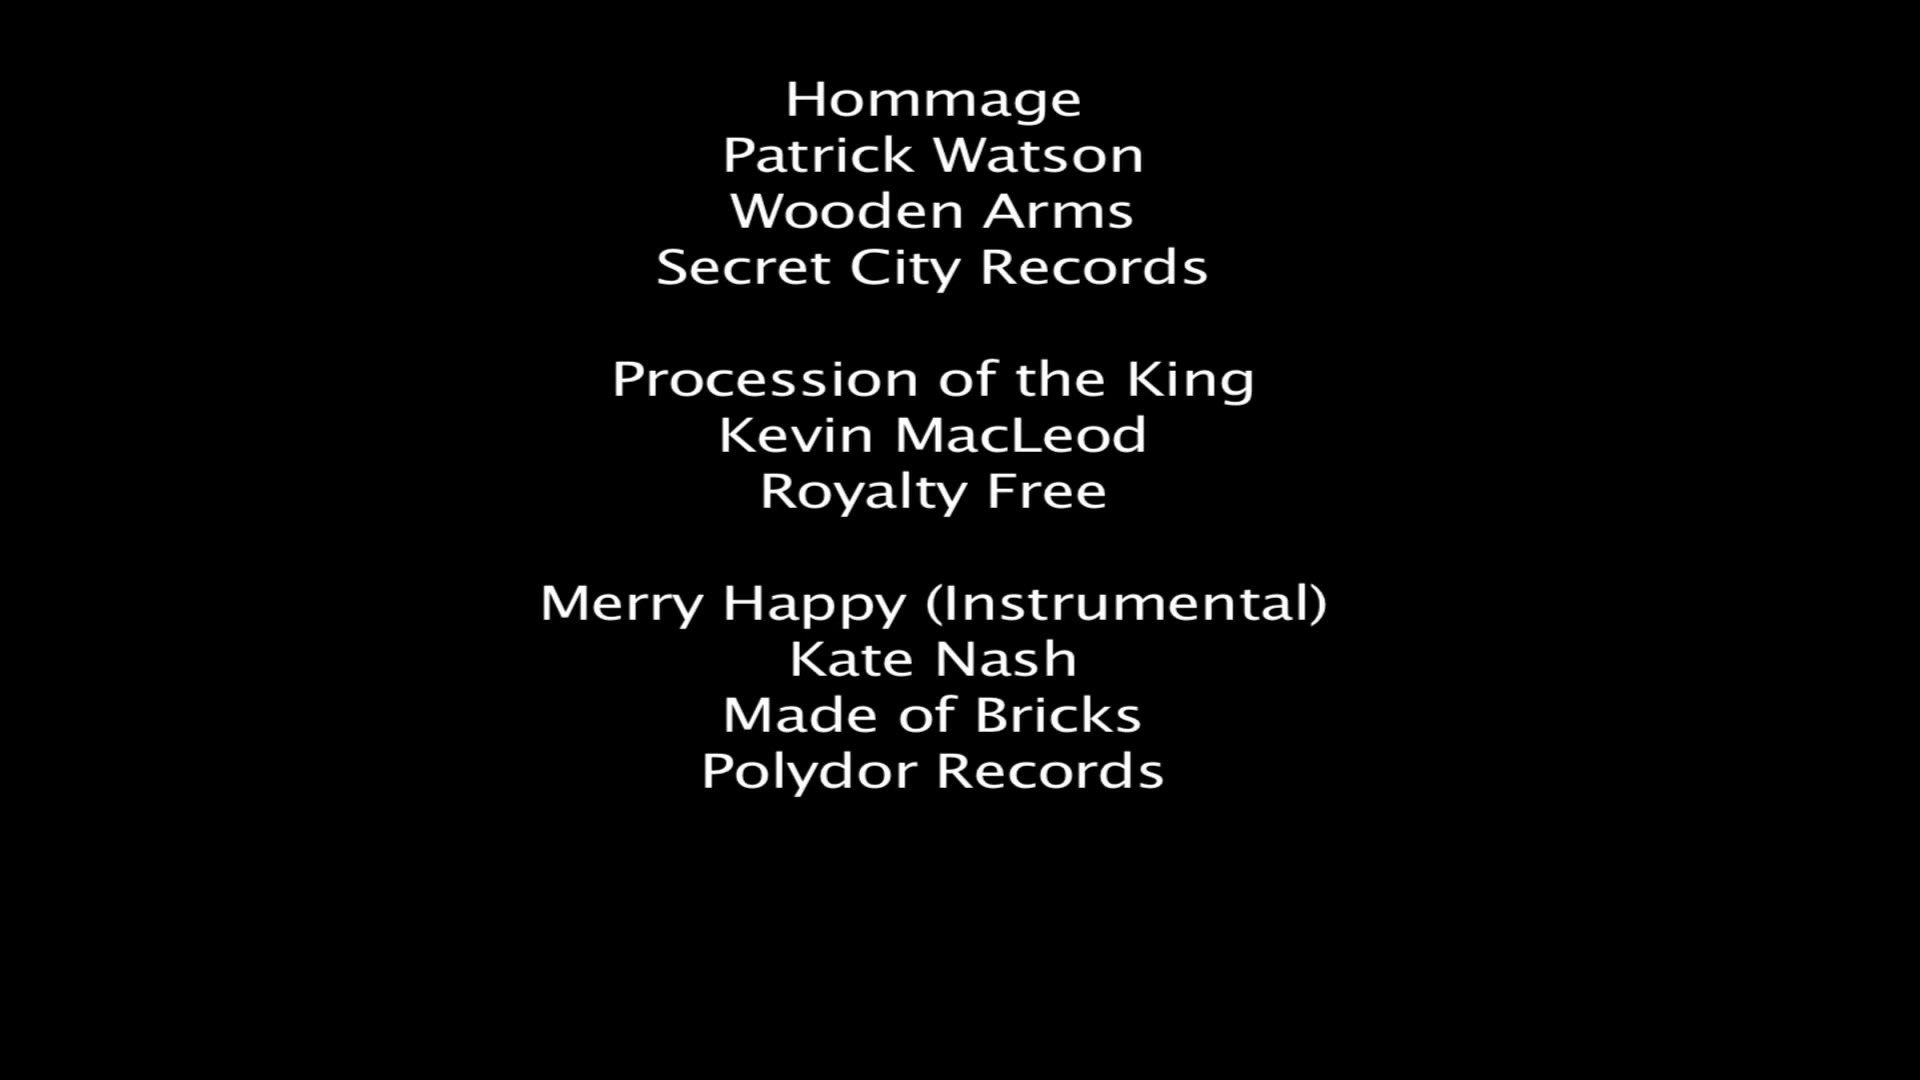 Hommage
Patrick Watson
Wooden Arms
Secret City Records
Procession of the King
Kevin MacLeod
Royalty Free
Merry Happy (Instrumental)
Kate Nash
Made of Bricks
Polydor Records